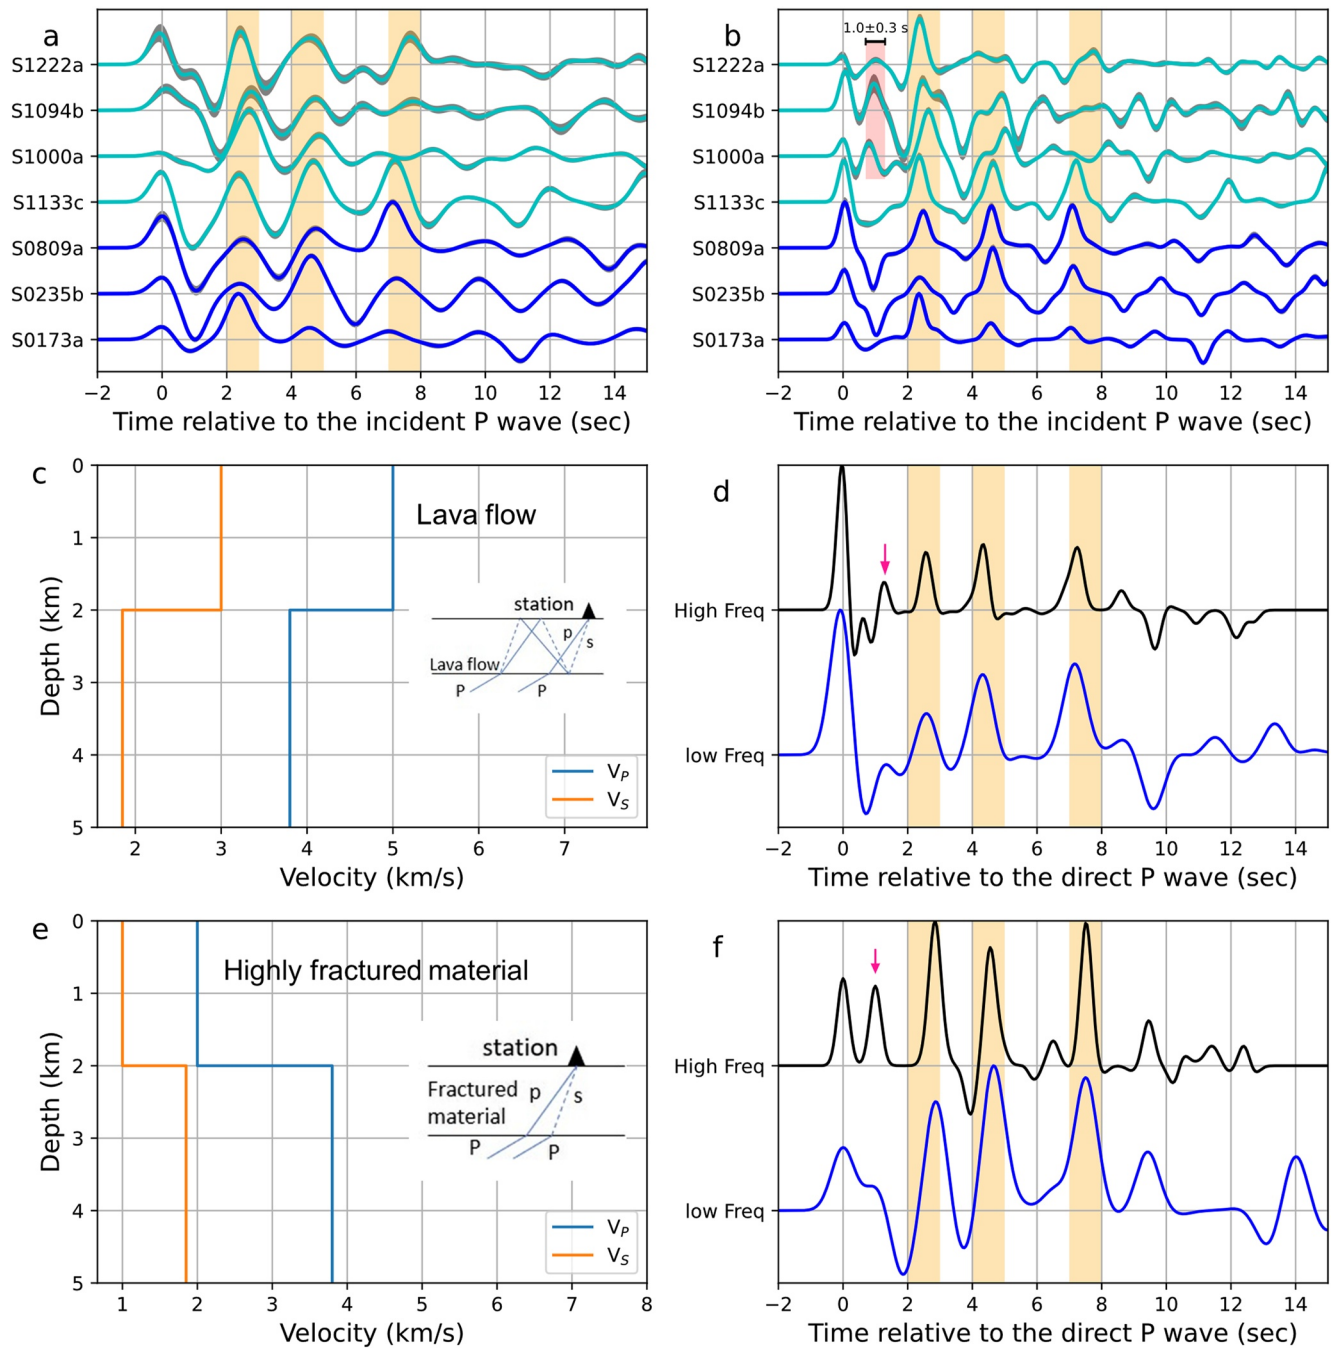 a
S1222a
S1094b
S1000a
S1133c
S0809a
S0235b
S0173a
−2 0 2 4 6 8 10 12 14
Time relative to the incident P wave (sec)
b
1.0±0.3 s
S1222a
S1094b
S1000a
S1133c
S0809a
S0235b
S0173a
−2 0 2 4 6 8 10 12 14
Time relative to the incident P wave (sec)
c
Lava flow
station
p
s
Lava flow
P P
V_P
V_S
0
1
2
3
4
5
Depth (km)
2 3 4 5 6 7
Velocity (km/s)
d
High Freq
low Freq
−2 0 2 4 6 8 10 12 14
Time relative to the direct P wave (sec)
e
Highly fractured material
station
Fractured p s
material
P P
V_P
V_S
0
1
2
3
4
5
Depth (km)
1 2 3 4 5 6 7 8
Velocity (km/s)
f
High Freq
low Freq
−2 0 2 4 6 8 10 12 14
Time relative to the direct P wave (sec)